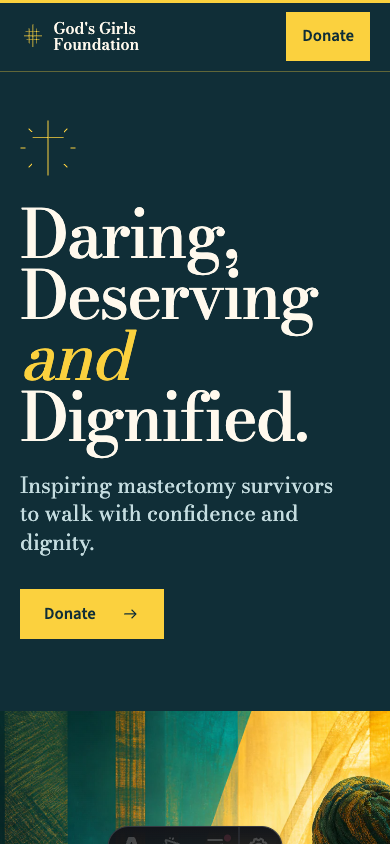 God's Girls
Foundation
Donate
Daring,
Deserving
and
Dignified.
Inspiring mastectomy survivors
to walk with confidence and
dignity.
Donate →